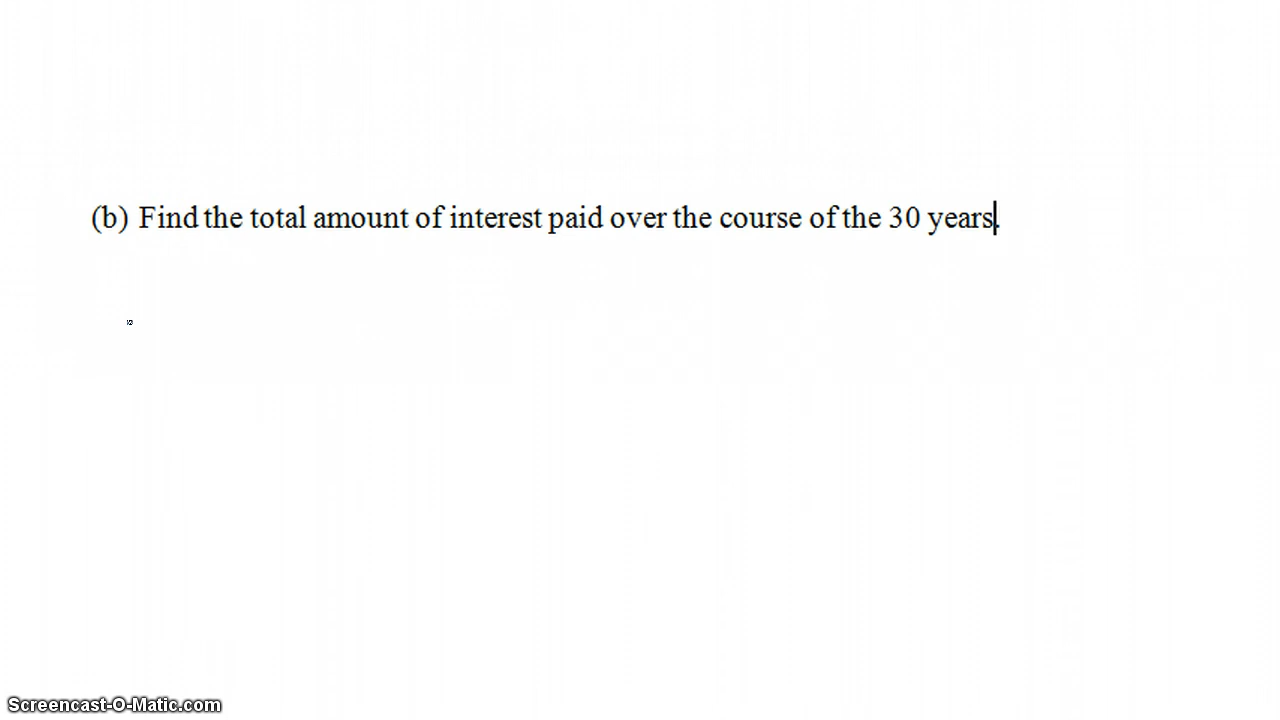 (b) Find the total amount of interest paid over the course of the 30 years.
Screencast-O-Matic.com